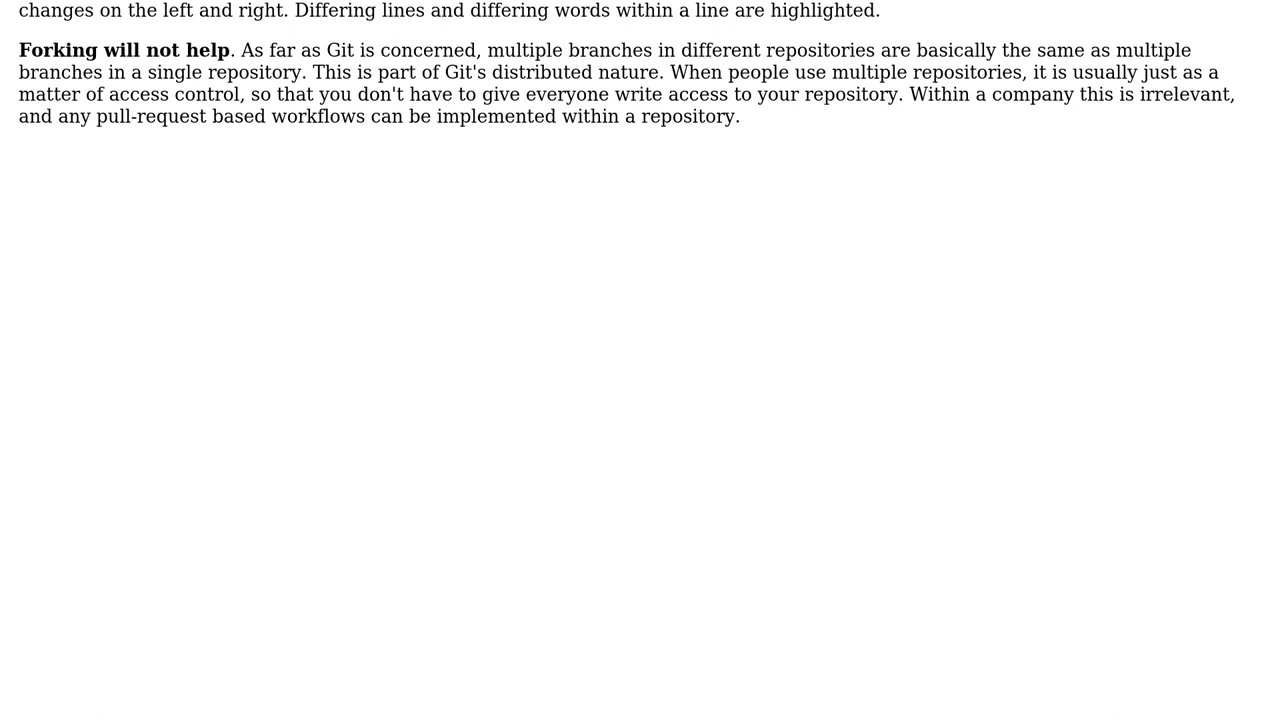 changes on the left and right. Differing lines and differing words within a line are highlighted.
Forking will not help. As far as Git is concerned, multiple branches in different repositories are basically the same as multiple
branches in a single repository. This is part of Git's distributed nature. When people use multiple repositories, it is usually just as a
matter of access control, so that you don't have to give everyone write access to your repository. Within a company this is irrelevant,
and any pull-request based workflows can be implemented within a repository.